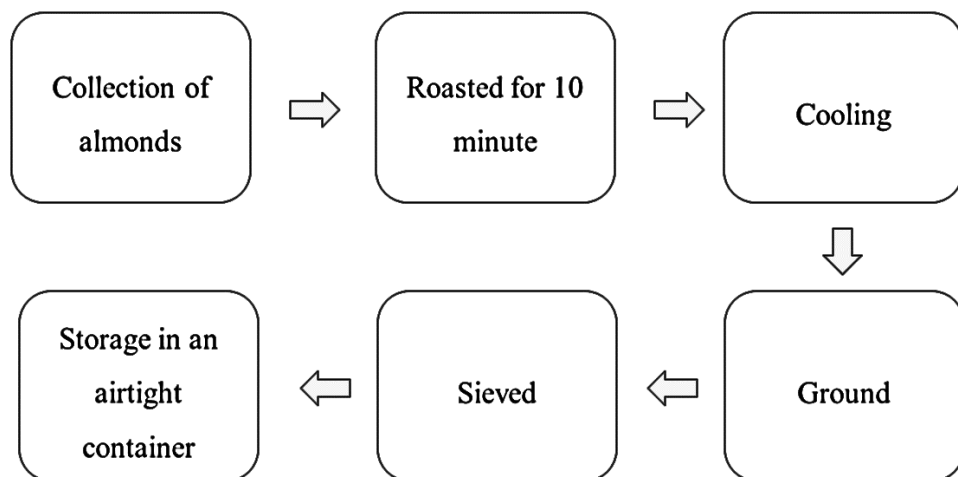 Collection of
almonds
Roasted for 10
minute
Cooling
Ground
Sieved
Storage in an
airtight
container